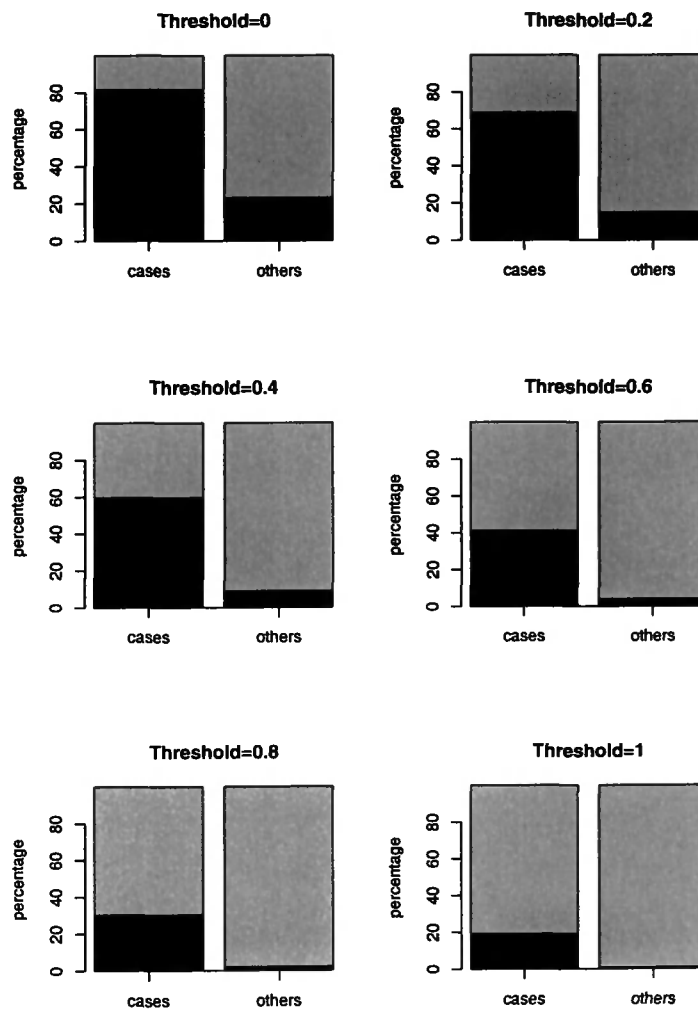 Threshold=0
percentage
0 20 40 60 80
cases others
Threshold=0.2
percentage
0 20 40 60 80
cases others
Threshold=0.4
percentage
0 20 40 60 80
cases others
Threshold=0.6
percentage
0 20 40 60 80
cases others
Threshold=0.8
percentage
0 20 40 60 80
cases others
Threshold=1
percentage
0 20 40 60 80
cases others